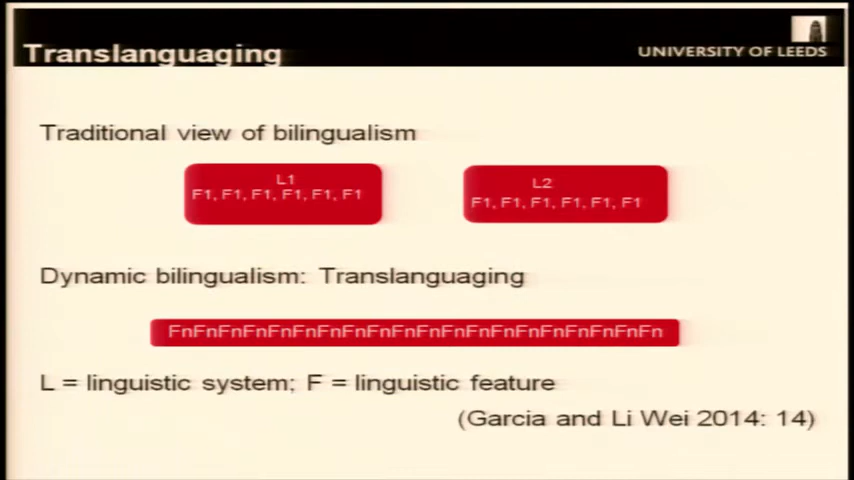 Translanguaging
UNIVERSITY OF LEEDS
Traditional view of bilingualism
L1
F1, F1, F1, F1, F1, F1
L2
F1, F1, F1, F1, F1, F1
Dynamic bilingualism: Translanguaging
FnFnFnFnFnFnFnFnFnFnFnFnFnFnFnFnFnFnFnFn
L = linguistic system; F = linguistic feature
(Garcia and Li Wei 2014: 14)